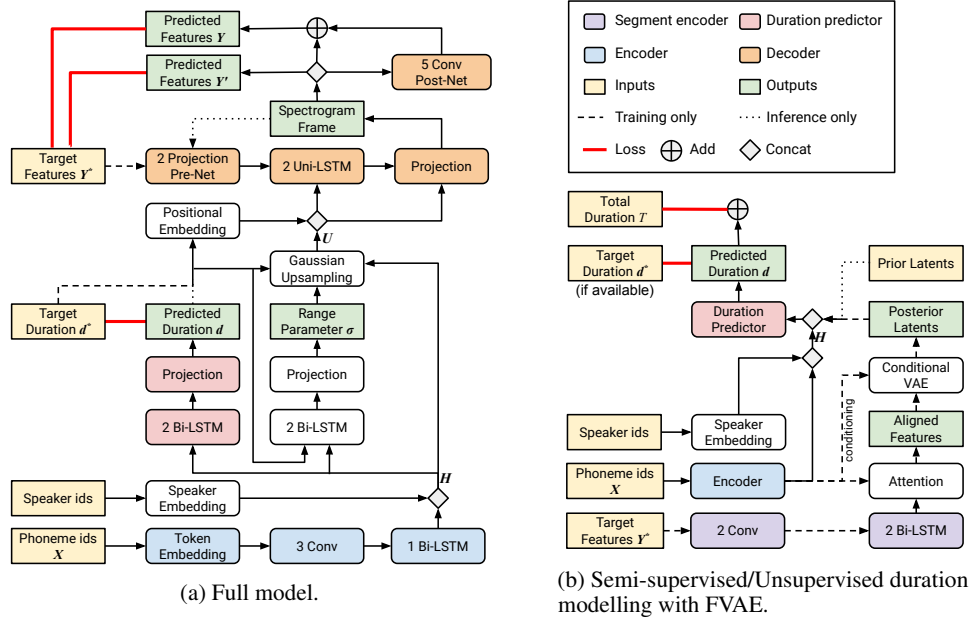 Predicted
Features Y
Predicted
Features Y′
5 Conv
Post-Net
Spectrogram
Frame
Target
Features Y*
2 Projection
Pre-Net
2 Uni-LSTM
Projection
Positional
Embedding
U
Gaussian
Upsampling
Target
Duration d*
Predicted
Duration d
Range
Parameter σ
Projection
Projection
2 Bi-LSTM
2 Bi-LSTM
H
Speaker ids
Speaker
Embedding
Phoneme ids
X
Token
Embedding
3 Conv
1 Bi-LSTM
(a) Full model.
Segment encoder
Duration predictor
Encoder
Decoder
Inputs
Outputs
Training only
Inference only
Loss
Add
Concat
Total
Duration T
Target
Duration d*
(if available)
Predicted
Duration d
Prior Latents
Duration
Predictor
H
Posterior
Latents
Conditional
VAE
conditioning
Aligned
Features
Speaker ids
Speaker
Embedding
Phoneme ids
X
Encoder
Attention
Target
Features Y*
2 Conv
2 Bi-LSTM
(b) Semi-supervised/Unsupervised duration
modelling with FVAE.